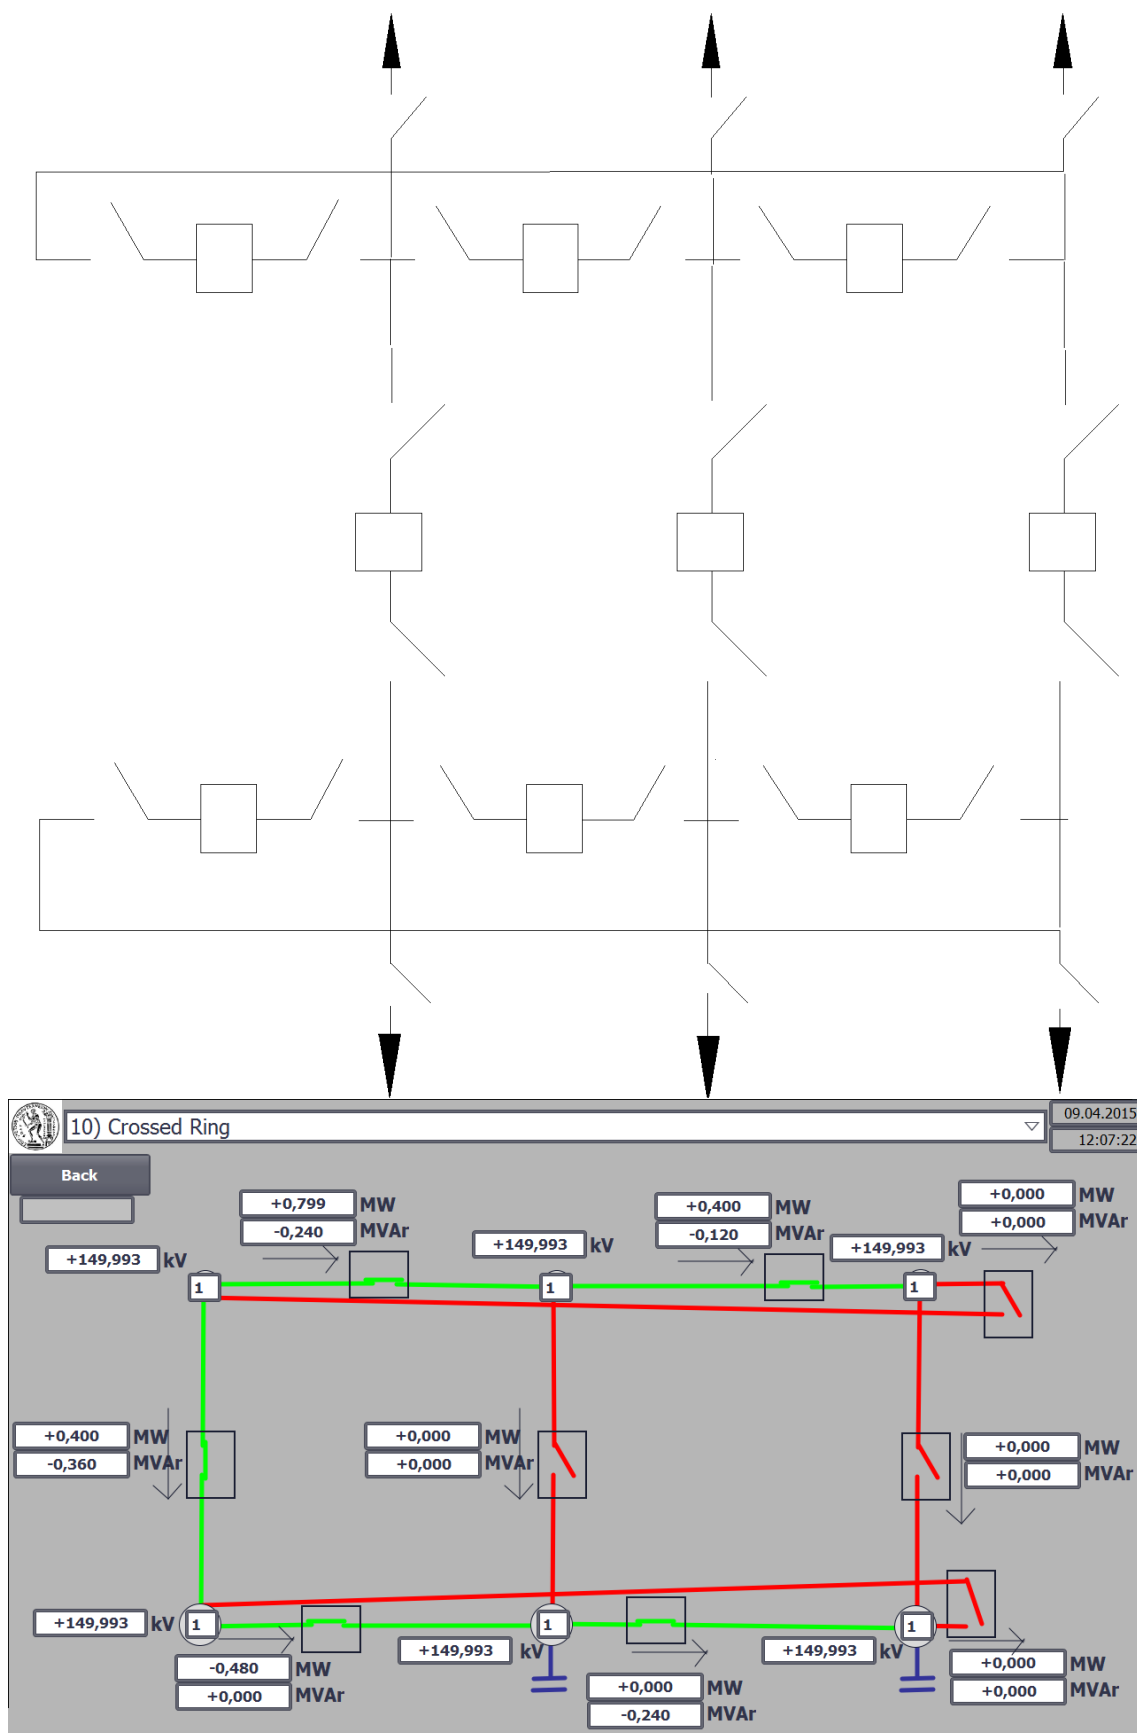 10) Crossed Ring
09.04.2015
12:07:22
Back
+0,799 MW
-0,240 MVAr
+0,400 MW
-0,120 MVAr
+0,000 MW
+0,000 MVAr
+149,993 kV
+149,993 kV
+149,993 kV
1
1
1
+0,400 MW
-0,360 MVAr
+0,000 MW
+0,000 MVAr
+0,000 MW
+0,000 MVAr
+149,993 kV
1
1
1
+149,993 kV
+149,993 kV
-0,480 MW
+0,000 MVAr
+0,000 MW
-0,240 MVAr
+0,000 MW
+0,000 MVAr